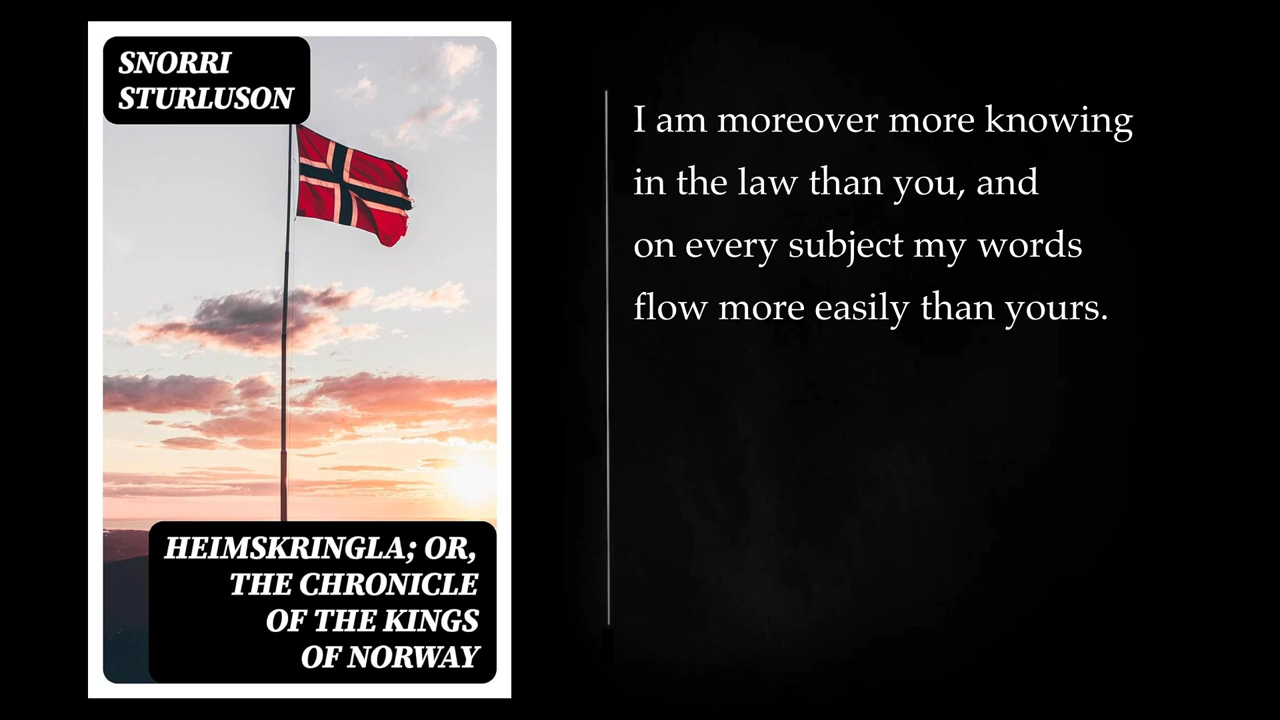 SNORRI
STURLUSON
HEIMSKRINGLA; OR,
THE CHRONICLE
OF THE KINGS
OF NORWAY
I am moreover more knowing
in the law than you, and
on every subject my words
flow more easily than yours.